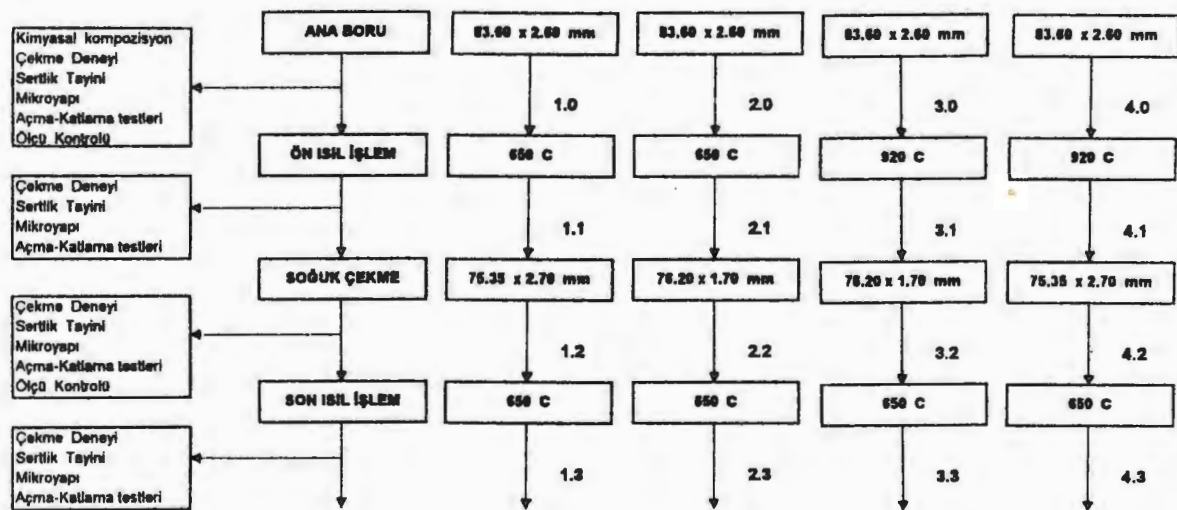 Kimyasal kompozisyon
Çekme Deneyi
Sertlik Tayini
Mikroyapı
Açma-Katlama testleri
Ölçü Kontrolü
ANA BORU
83.60 x 2.60 mm
83.60 x 2.60 mm
83.60 x 2.60 mm
83.60 x 2.60 mm
1.0
2.0
3.0
4.0
ÖN ISIL İŞLEM
650 C
650 C
920 C
920 C
Çekme Deneyi
Sertlik Tayini
Mikroyapı
Açma-Katlama testleri
1.1
2.1
3.1
4.1
SOĞUK ÇEKME
75.35 x 2.70 mm
76.20 x 1.70 mm
76.20 x 1.70 mm
75.35 x 2.70 mm
Çekme Deneyi
Sertlik Tayini
Mikroyapı
Açma-Katlama testleri
Ölçü Kontrolü
1.2
2.2
3.2
4.2
SON ISIL İŞLEM
650 C
650 C
650 C
650 C
Çekme Deneyi
Sertlik Tayini
Mikroyapı
Açma-Katlama testleri
1.3
2.3
3.3
4.3